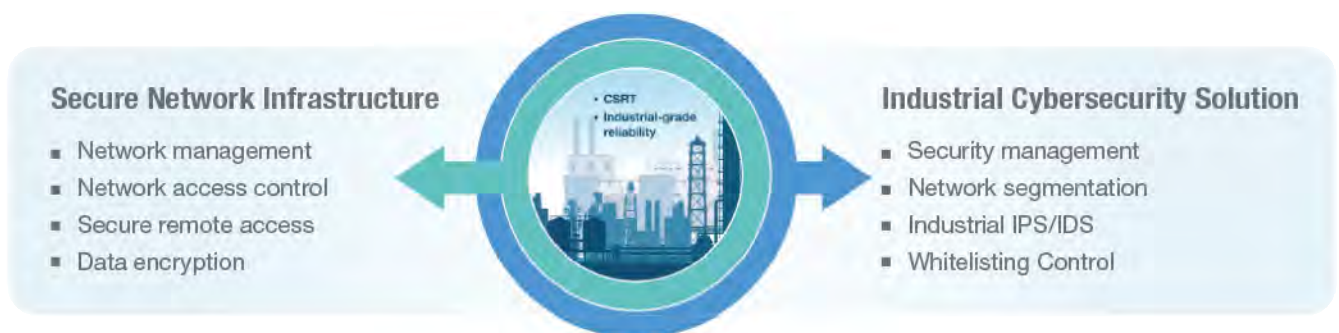 Secure Network Infrastructure
■ Network management
■ Network access control
■ Secure remote access
■ Data encryption
• CSRT
• Industrial-grade
reliability
Industrial Cybersecurity Solution
■ Security management
■ Network segmentation
■ Industrial IPS/IDS
■ Whitelisting Control